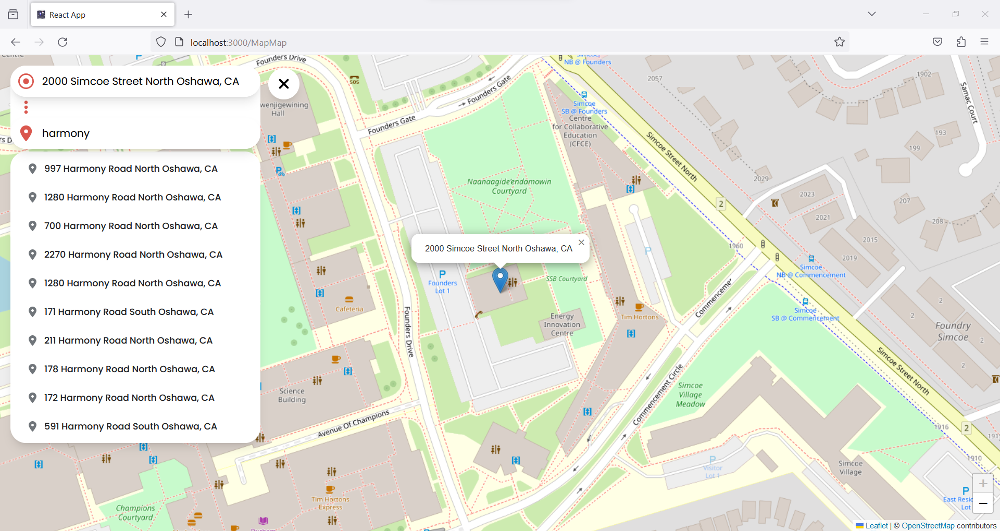 React App
localhost:3000/MapMap
2000 Simcoe Street North Oshawa, CA
harmony
997 Harmony Road North Oshawa, CA
1280 Harmony Road North Oshawa, CA
700 Harmony Road North Oshawa, CA
2270 Harmony Road North Oshawa, CA
1280 Harmony Road North Oshawa, CA
171 Harmony Road South Oshawa, CA
211 Harmony Road North Oshawa, CA
178 Harmony Road North Oshawa, CA
172 Harmony Road North Oshawa, CA
591 Harmony Road South Oshawa, CA
Centre
P
Founders Drive
SOS
Founders Gate
Founders Gate
wenjigewining
Hall
rs D
P
Simcoe
NB @ Founders
Simcoe
SB @ Founders
Centre
for Collaborative
Education
(CFCE)
2057
1902
Samac Court
193
199
Simcoe Street North
2029
2023
2021
207
208
2
2015
2019
1960
Naanaagide'endamowin
Courtyard
2000 Simcoe Street North Oshawa, CA
P
Founders
Lot 1
SSB Courtyard
P
Simcoe
NB @ Commencement
Simcoe
SB @ Commencement
Commenceme
Cafeteria
Founders Drive
Energy
Innovation
Centre
Tim Hortons
2
2
2
2
Foundry
Simcoe
Simcoe Street North
Science
Building
Commencement Circle
Simcoe
Village
Meadow
Avenue Of Champions
1916
2
191
1910
P
Visitor
Lot 1
Simcoe
Village
P
East Resi
Lot
Tim Hortons
Express
Champions
Courtyard
Durham
+
−
Leaflet | © OpenStreetMap contributors